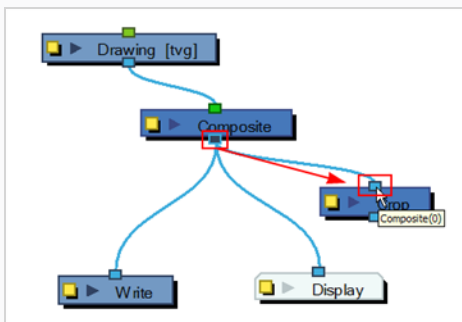 Drawing [tvg]
Composite
Crop
Composite(0)
Write
Display